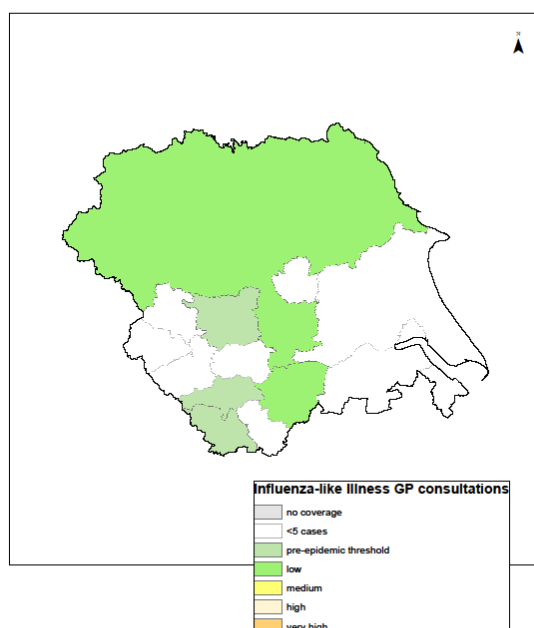 N
Influenza-like Illness GP consultations
no coverage
<5 cases
pre-epidemic threshold
low
medium
high
very high